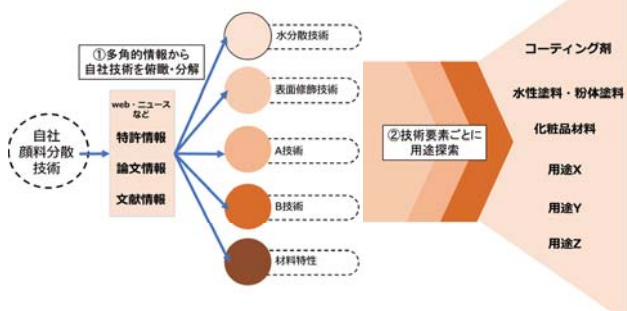 ①多角的情報から
自社技術を俯瞰・分解
自社
顔料分散
技術
web・ニュース
など
特許情報
論文情報
文献情報
水分散技術
表面修飾技術
A技術
B技術
材料特性
②技術要素ごとに
用途探索
コーティング剤
水性塗料・粉体塗料
化粧品材料
用途X
用途Y
用途Z